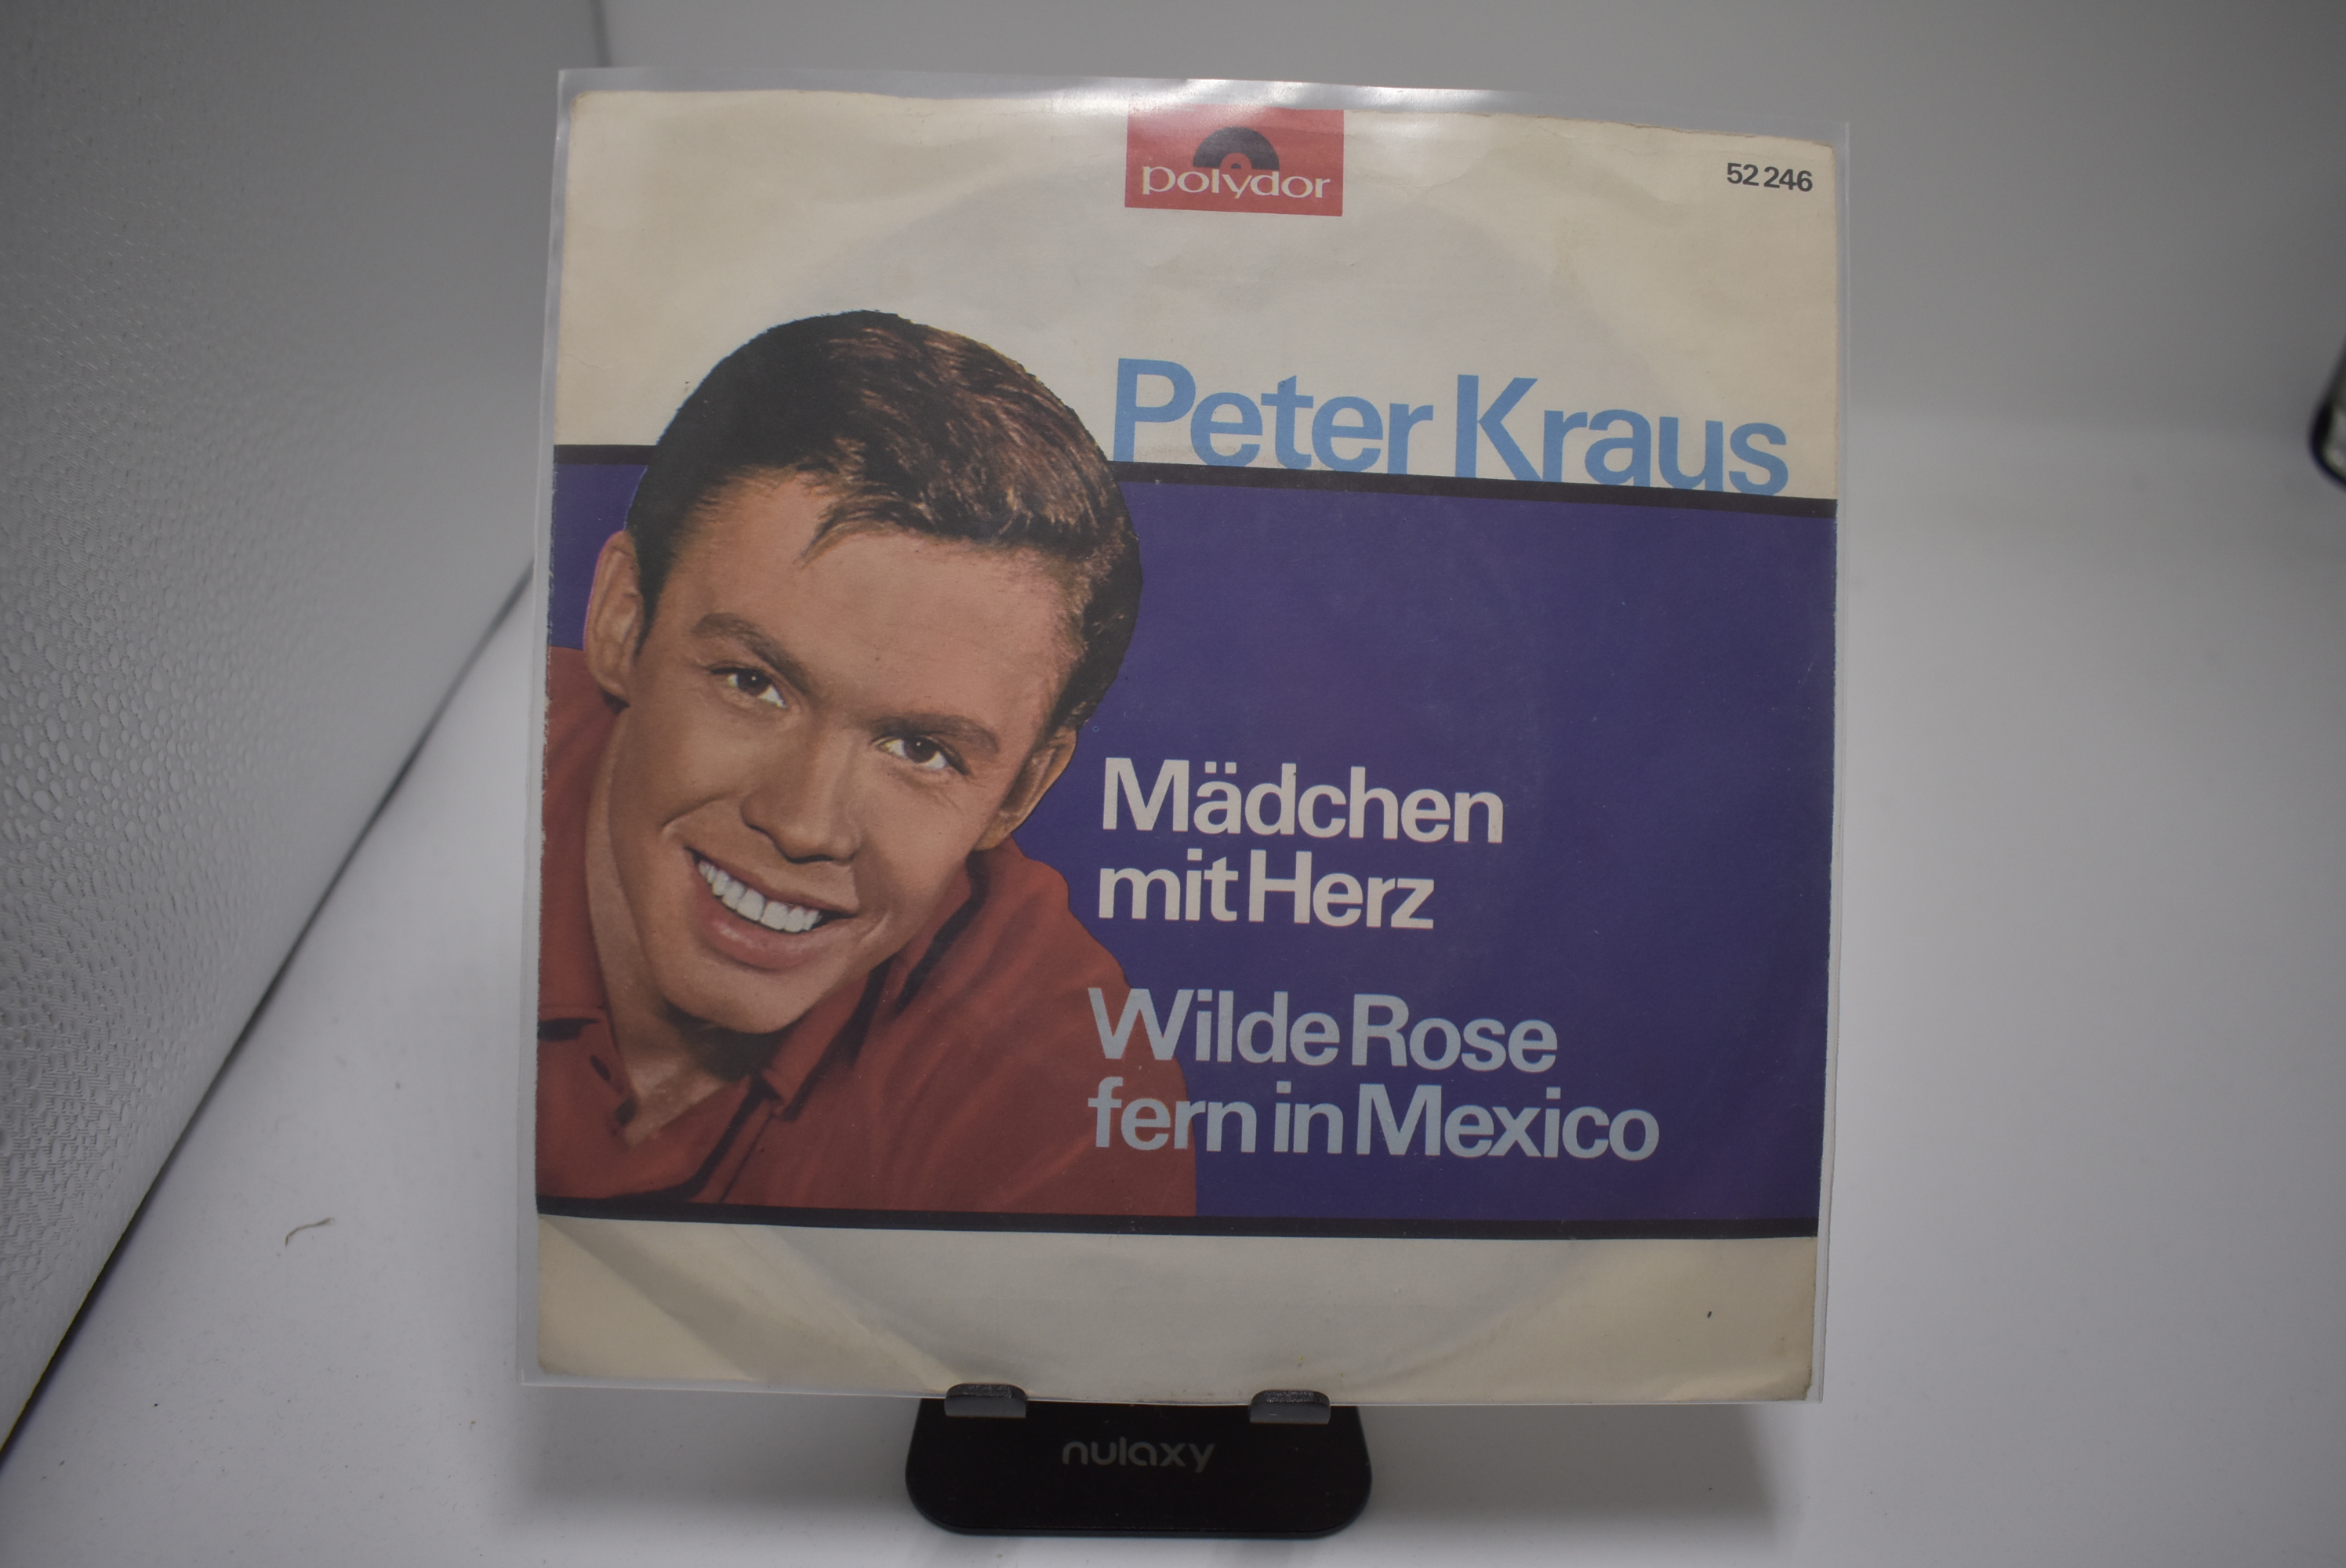 polydor
52 246
Peter Kraus
Mädchen
mit Herz
Wilde Rose
fern in Mexico
nulaxy